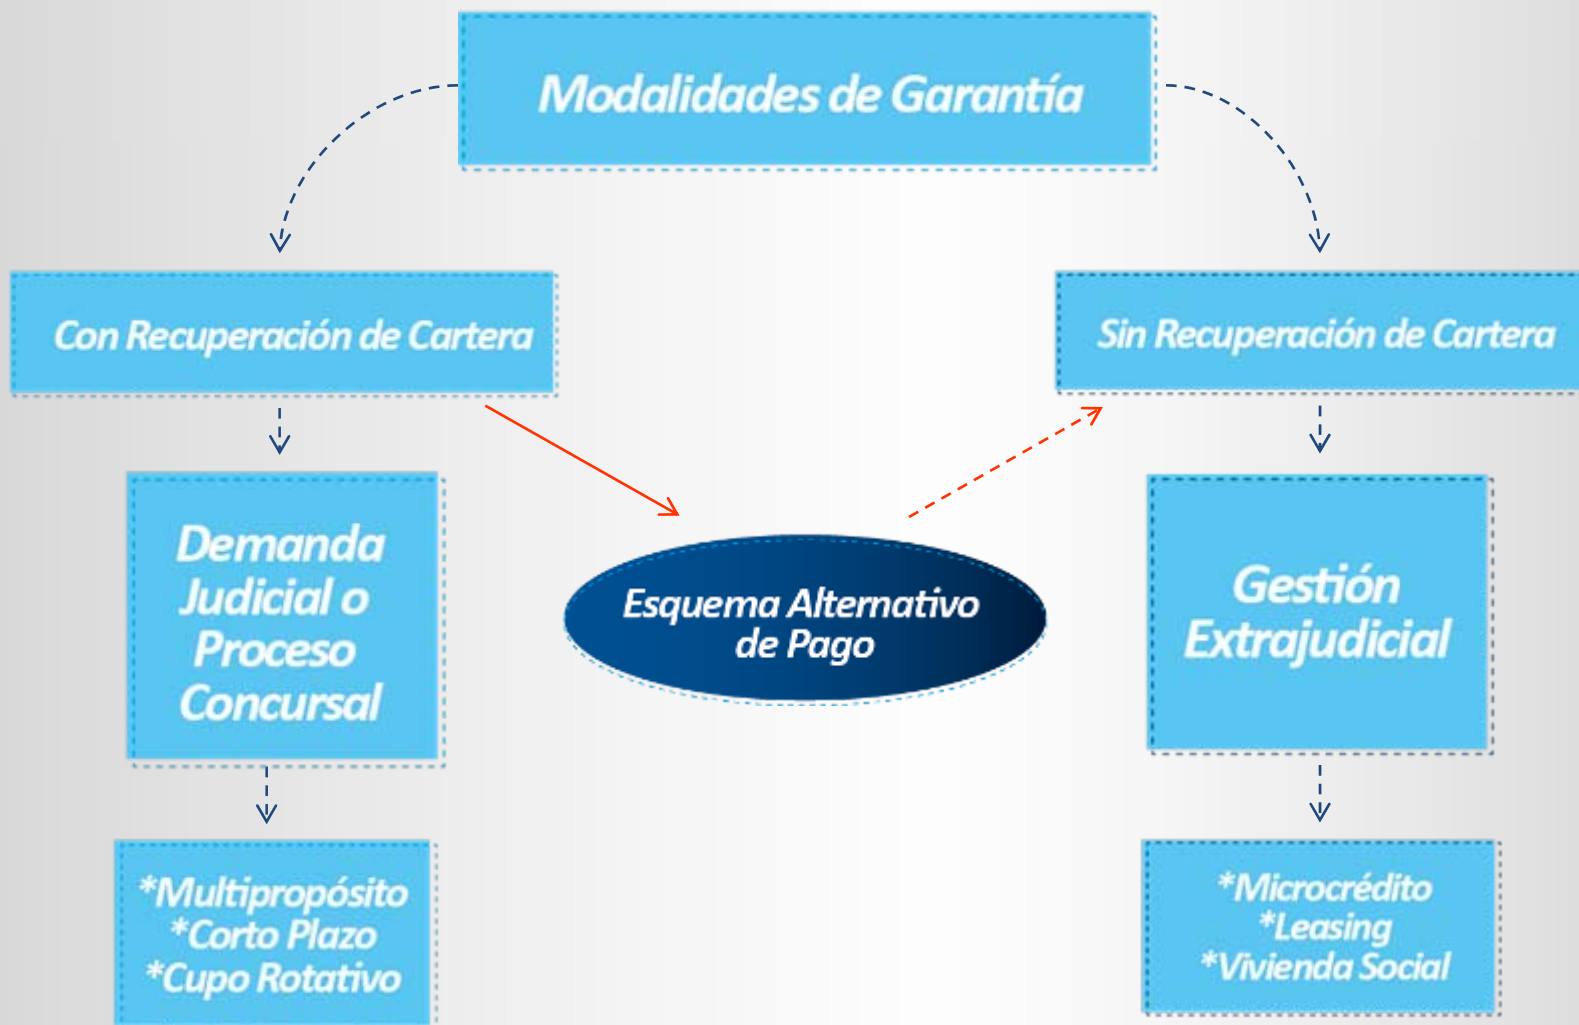 Modalidades de Garantía
Con Recuperación de Cartera
Sin Recuperación de Cartera
Demanda
Judicial o
Proceso
Concursal
Esquema Alternativo
de Pago
Gestión
Extrajudicial
*Multipropósito
*Corto Plazo
*Cupo Rotativo
*Microcrédito
*Leasing
*Vivienda Social